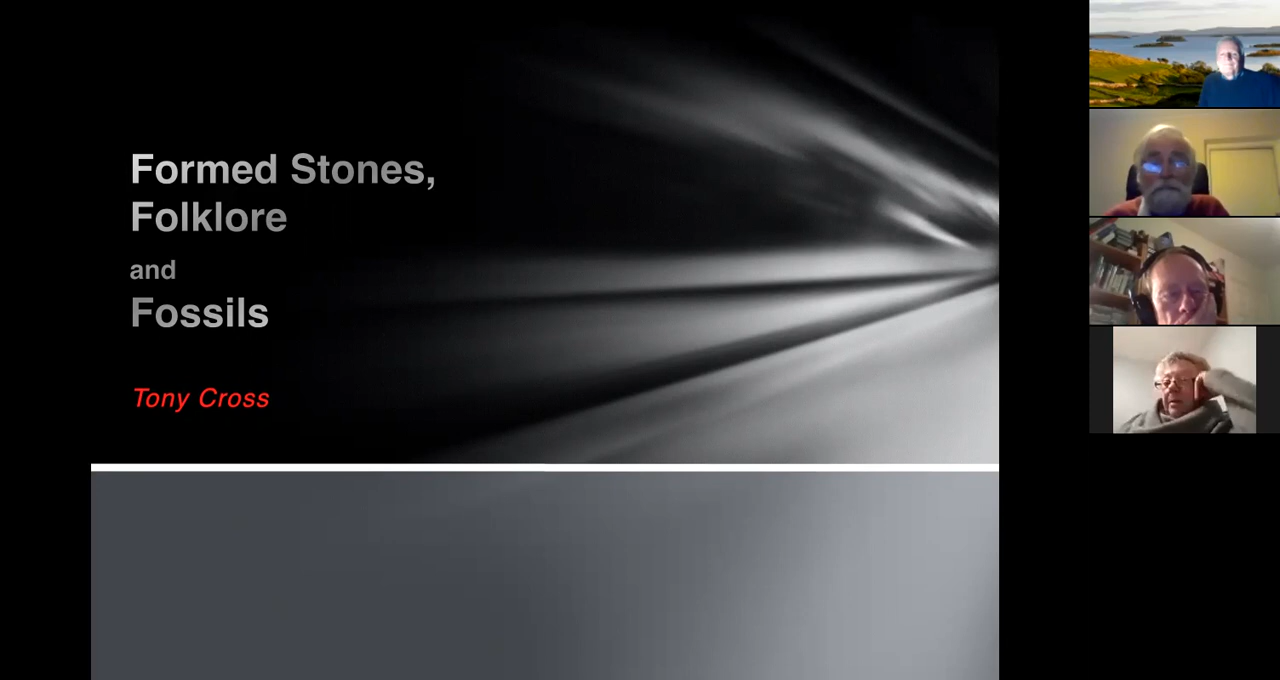 Formed Stones,
Folklore
and
Fossils
Tony Cross